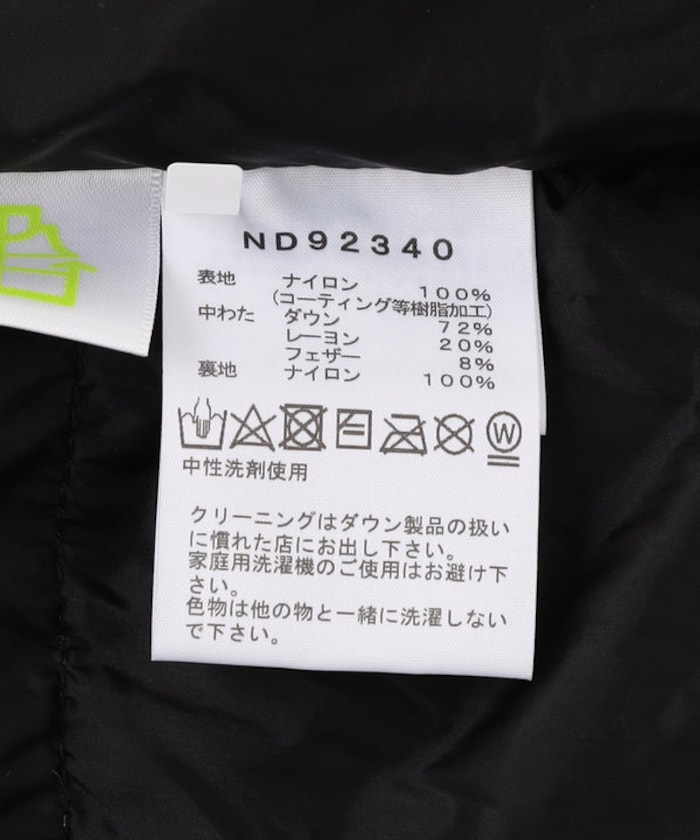 ND92340
表地 ナイロン 100%
(コーティング等樹脂加工)
中わた ダウン 72%
レーヨン 20%
フェザー 8%
裏地 ナイロン 100%
W
中性洗剤使用
クリーニングはダウン製品の扱い
に慣れた店にお出し下さい。
家庭用洗濯機のご使用はお避け下
さい。
色物は他の物と一緒に洗濯しない
で下さい。